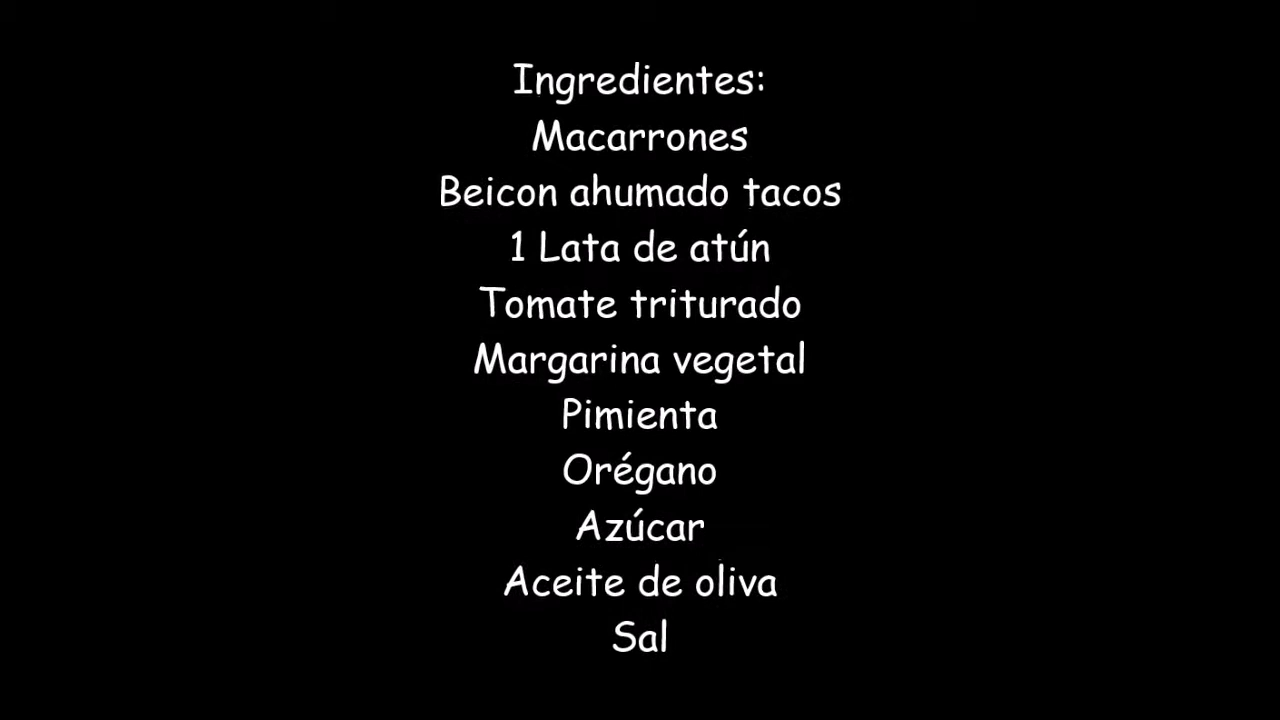 Ingredientes:
Macarrones
Beicon ahumado tacos
1 Lata de atún
Tomate triturado
Margarina vegetal
Pimienta
Orégano
Azúcar
Aceite de oliva
Sal